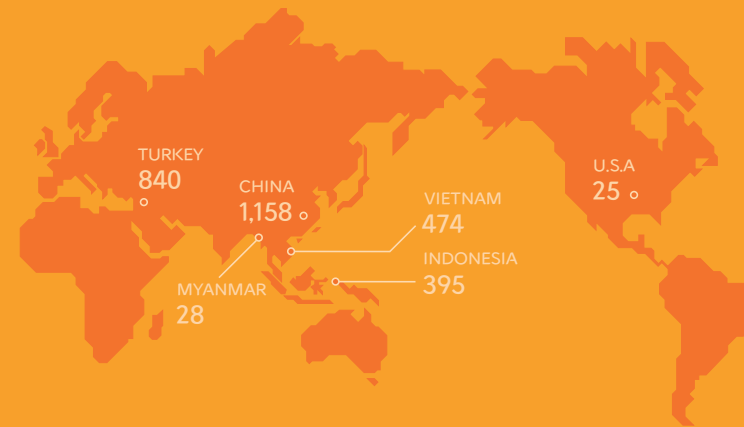 TURKEY
840
CHINA
1,158
MYANMAR
28
VIETNAM
474
INDONESIA
395
U.S.A
25